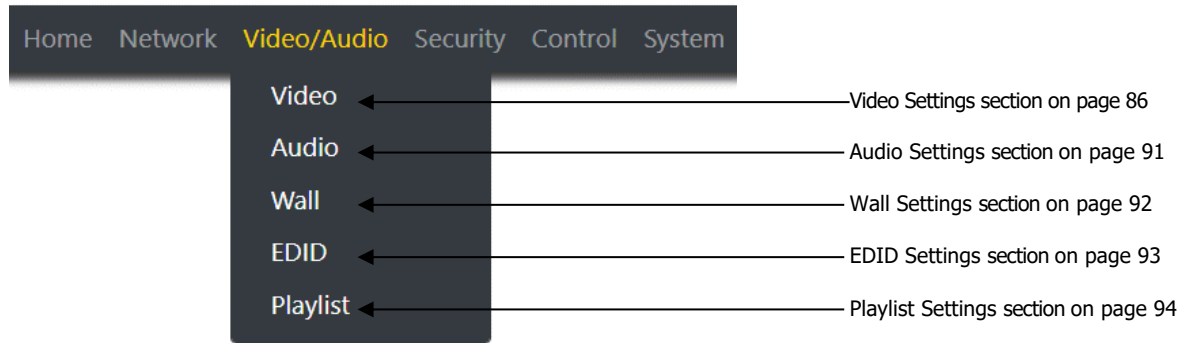 Home Network Video/Audio Security Control System
Video Video Settings section on page 86
Audio Audio Settings section on page 91
Wall Wall Settings section on page 92
EDID EDID Settings section on page 93
Playlist Playlist Settings section on page 94